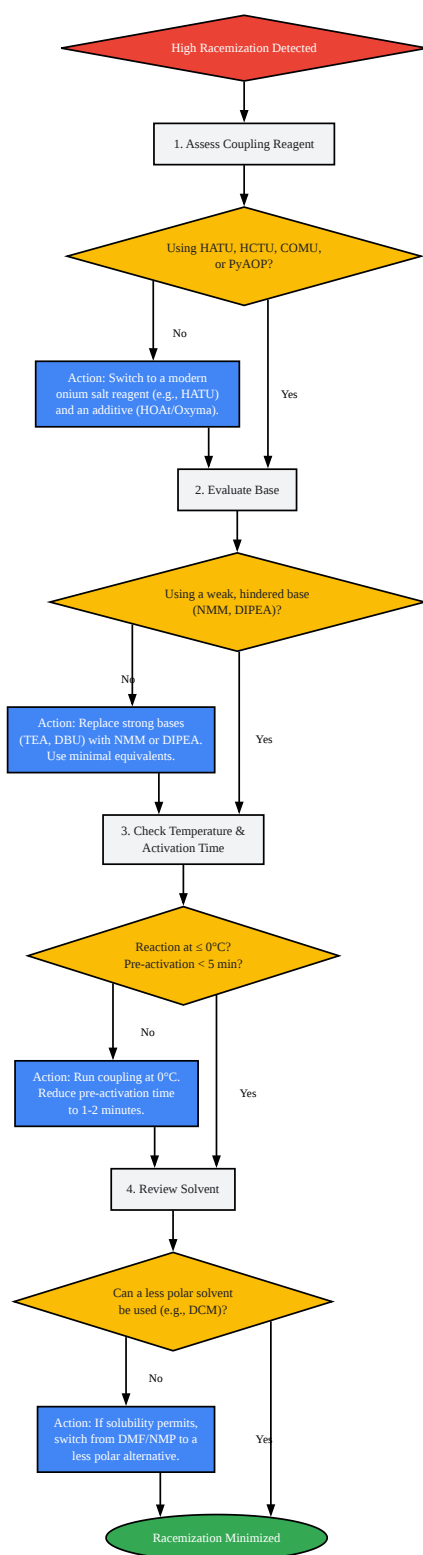 High Racemization Detected
1. Assess Coupling Reagent
Using HATU, HCTU, COMU,
or PyAOP?
No
Action: Switch to a modern
onium salt reagent (e.g., HATU)
and an additive (HOAt/Oxyma).
Yes
2. Evaluate Base
Using a weak, hindered base
(NMM, DIPEA)?
No
Action: Replace strong bases
(TEA, DBU) with NMM or DIPEA.
Use minimal equivalents.
Yes
3. Check Temperature &
Activation Time
Reaction at ≤ 0°C?
Pre-activation < 5 min?
No
Action: Run coupling at 0°C.
Reduce pre-activation time
to 1-2 minutes.
Yes
4. Review Solvent
Can a less polar solvent
be used (e.g., DCM)?
No
Action: If solubility permits,
switch from DMF/NMP to a
less polar alternative.
Yes
Racemization Minimized